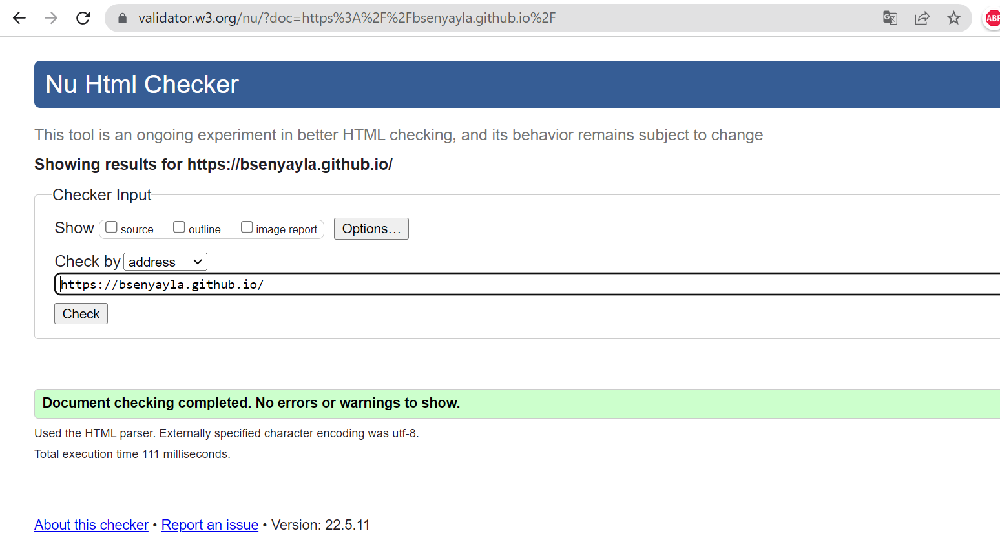 validator.w3.org/nu/?doc=https%3A%2F%2Fbsenyayla.github.io%2F
ABP
Nu Html Checker
This tool is an ongoing experiment in better HTML checking, and its behavior remains subject to change
Showing results for https://bsenyayla.github.io/
Checker Input
Show source outline image report Options...
Check by address
https://bsenyayla.github.io/
Check
Document checking completed. No errors or warnings to show.
Used the HTML parser. Externally specified character encoding was utf-8.
Total execution time 111 milliseconds.
About this checker • Report an issue • Version: 22.5.11